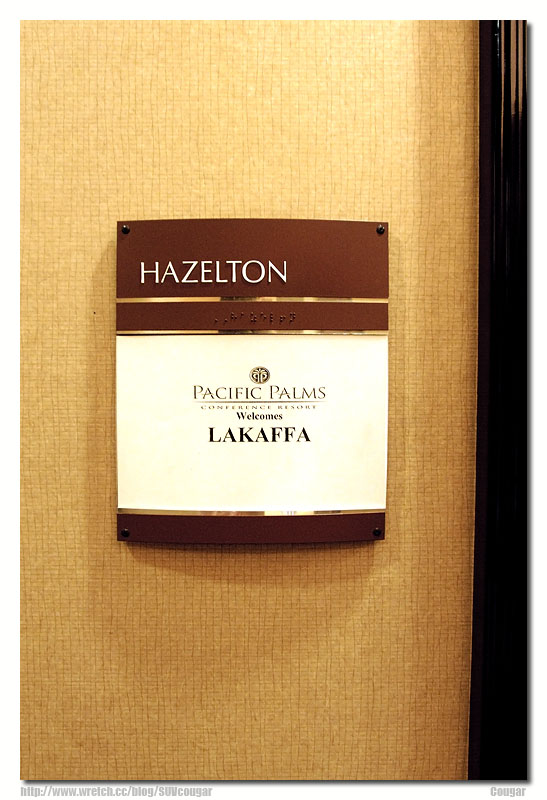 HAZELTON
PACIFIC PALMS
CONFERENCE RESORT
Welcomes
LAKAFFA
http://www.wretch.cc/blog/SUVcougar
Cougar